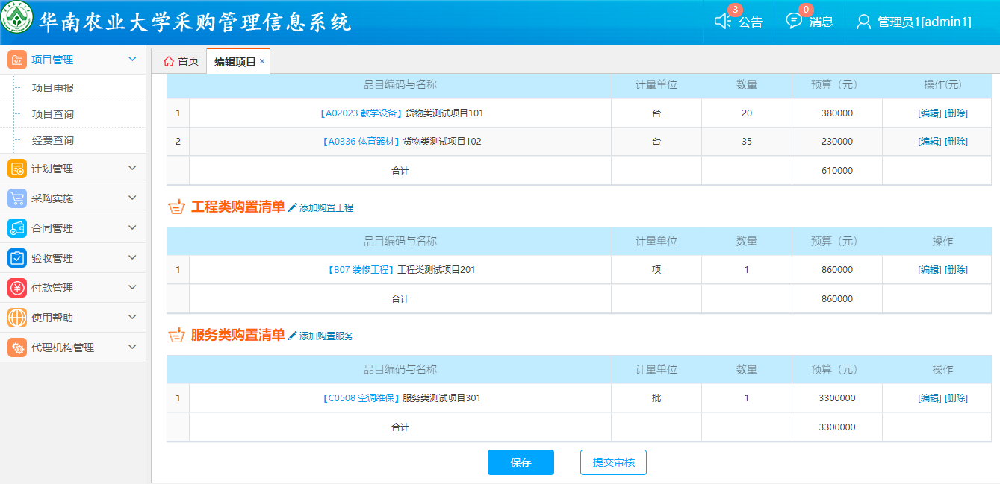 华南农业大学采购管理信息系统
3 公告
0 消息
管理员1[admin1]
项目管理
项目申报
项目查询
经费查询
计划管理
采购实施
合同管理
验收管理
付款管理
使用帮助
代理机构管理
首页 编辑项目 ×
品目编码与名称 计量单位 数量 预算（元） 操作(元)
1 【A02023 教学设备】货物类测试项目101 台 20 380000 [编辑] [删除]
2 【A0336 体育器材】货物类测试项目102 台 35 230000 [编辑] [删除]
合计 610000
工程类购置清单 添加购置工程
品目编码与名称 计量单位 数量 预算（元） 操作
1 【B07 装修工程】工程类测试项目201 项 1 860000 [编辑] [删除]
合计 860000
服务类购置清单 添加购置服务
品目编码与名称 计量单位 数量 预算（元） 操作
1 【C0508 空调维保】服务类测试项目301 批 1 3300000 [编辑] [删除]
合计 3300000
保存 提交审核